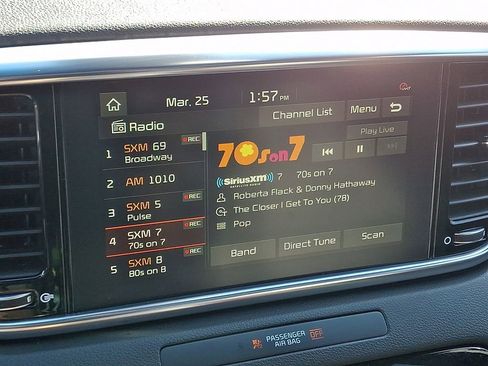 Mar. 25
1:57 PM
Radio
Channel List
Menu
Play Live
1 SXM 69 REC
Broadway
2 AM 1010
3 SXM 5 REC
Pulse
4 SXM 7 REC
70s on 7
5 SXM 8 REC
80s on 8
70s on 7
SiriusXM 7 70s on 7
SATELLITE RADIO
Roberta Flack & Donny Hathaway
The Closer I Get To You (78)
Pop
Band
Direct Tune
Scan
PASSENGER
AIR BAG
OFF